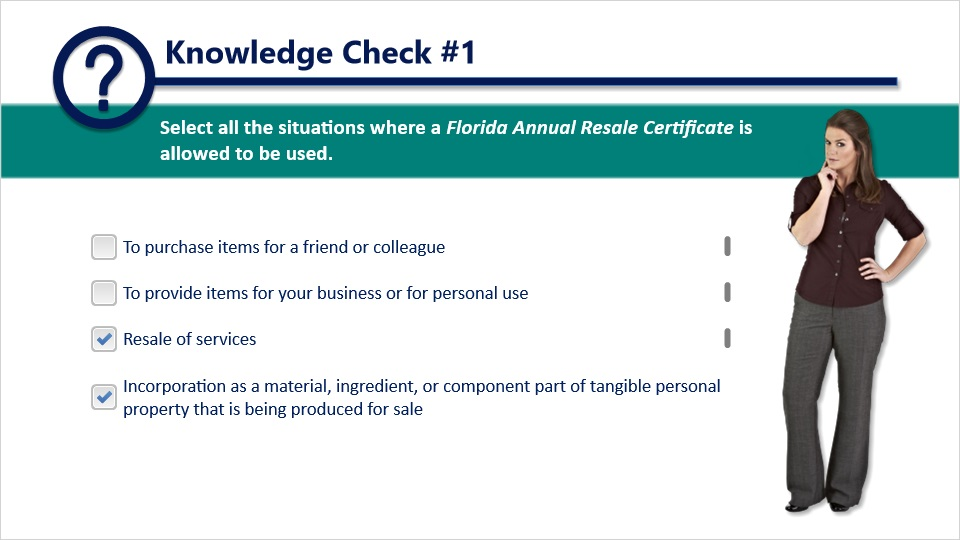 ?
Knowledge Check #1
Select all the situations where a Florida Annual Resale Certificate is
allowed to be used.
To purchase items for a friend or colleague
To provide items for your business or for personal use
Resale of services
Incorporation as a material, ingredient, or component part of tangible personal
property that is being produced for sale